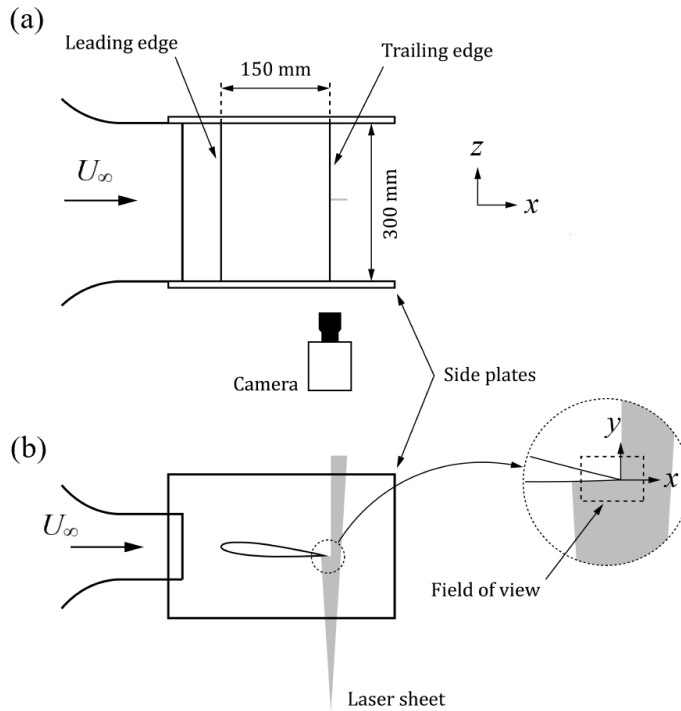 (a)
Leading edge
Trailing edge
150 mm
U∞
300 mm
z
x
Camera
Side plates
(b)
U∞
y
x
Field of view
Laser sheet